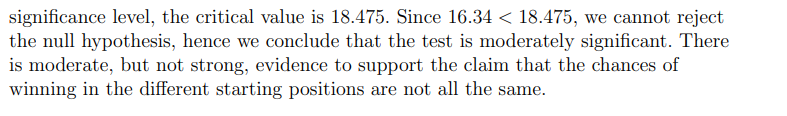 significance level, the critical value is 18.475. Since 16.34 < 18.475, we cannot reject
the null hypothesis, hence we conclude that the test is moderately significant. There
is moderate, but not strong, evidence to support the claim that the chances of
winning in the different starting positions are not all the same.